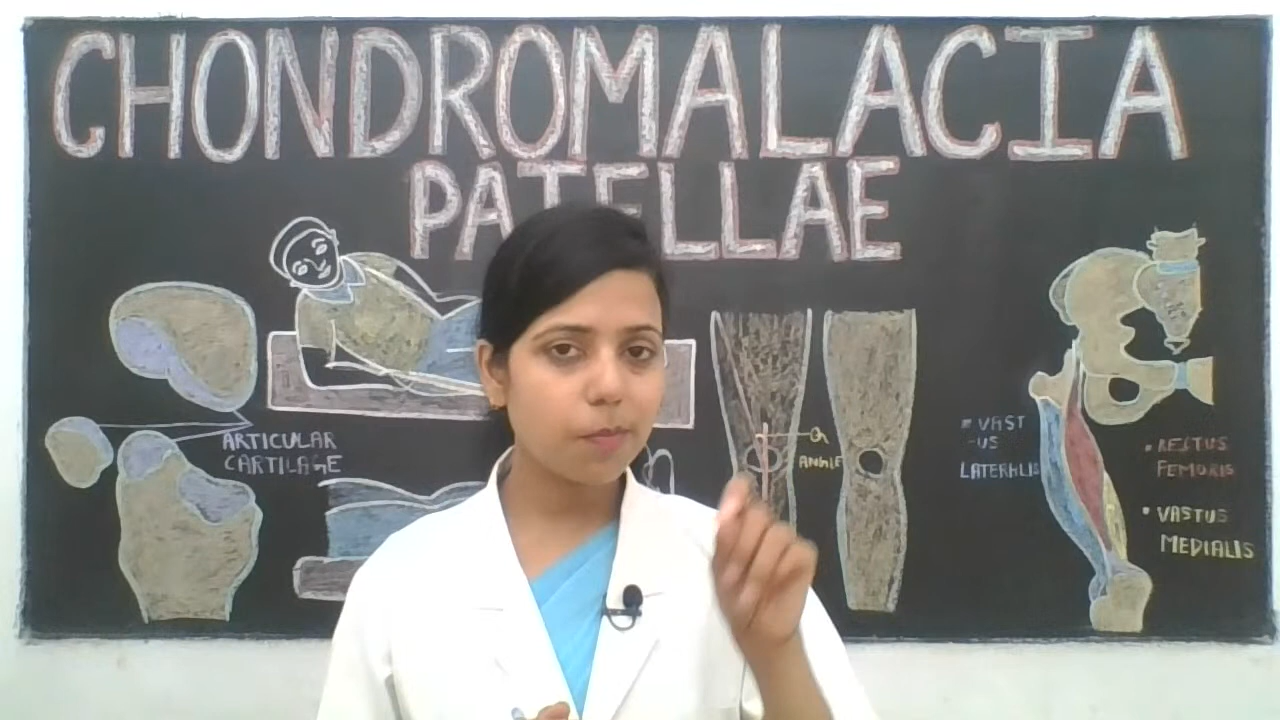 CHONDROMALACIA
PATELLAE
ARTICULAR
CARTILAGE
Q
ANGLE
VAST
-US
LATERALIS
• RECTUS
FEMORIS
• VASTUS
MEDIALIS